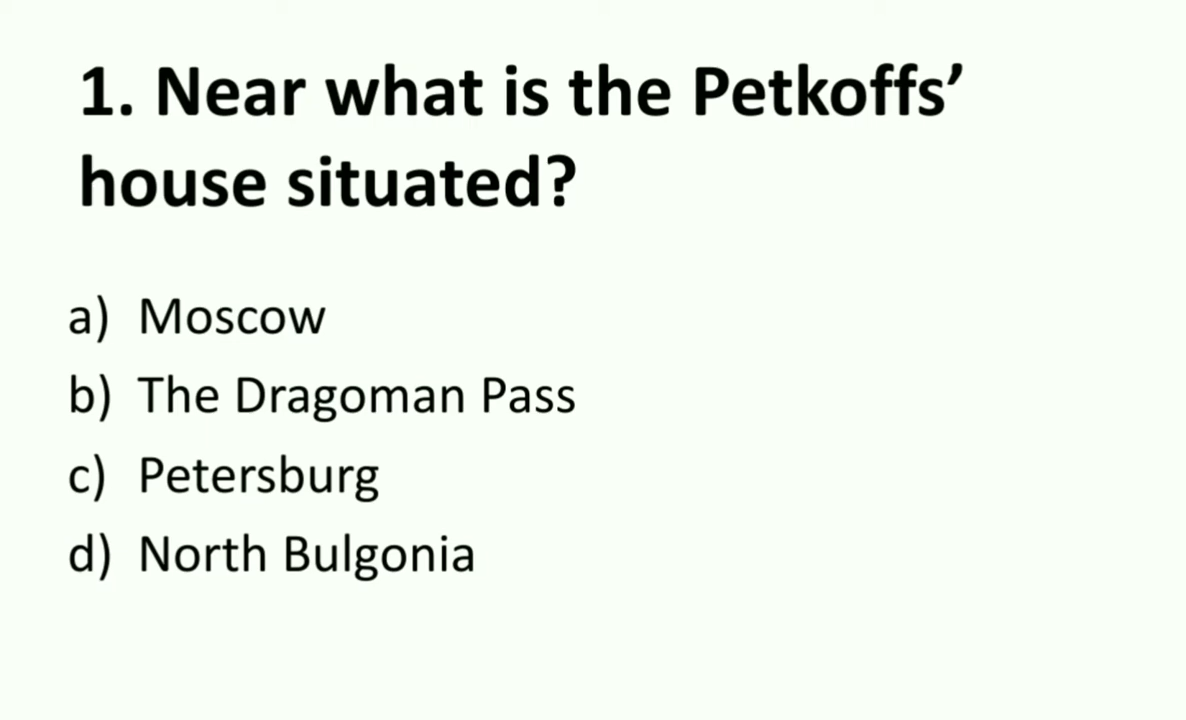 1. Near what is the Petkoffs’
house situated?
a) Moscow
b) The Dragoman Pass
c) Petersburg
d) North Bulgonia